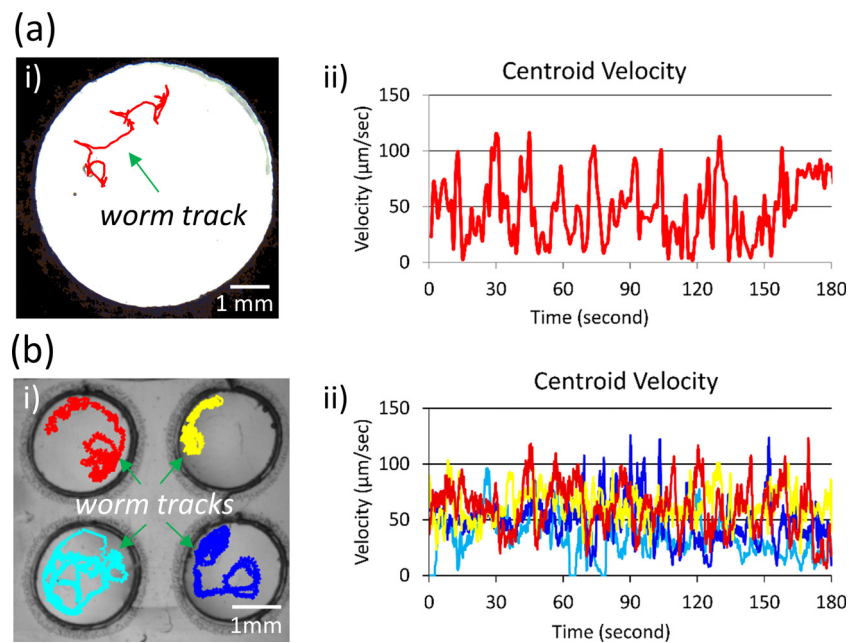 (a)
i)
worm track
1 mm
ii)
Centroid Velocity
Velocity (µm/sec)
150
100
50
0
0 30 60 90 120 150 180
Time (second)
(b)
i)
worm tracks
1mm
ii)
Centroid Velocity
Velocity (µm/sec)
150
100
50
0
0 30 60 90 120 150 180
Time (second)